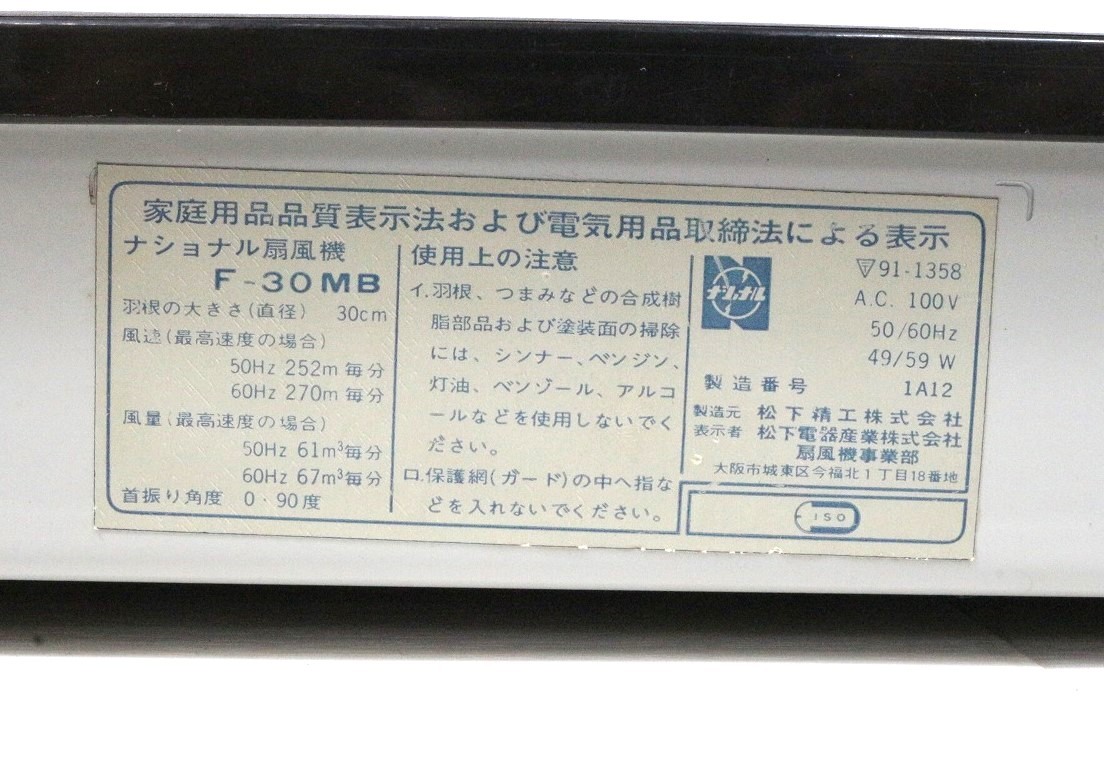 家庭用品品質表示法および電気用品取締法による表示
ナショナル扇風機
F-30MB
羽根の大きさ(直径) 30cm
風速(最高速度の場合)
50Hz 252m毎分
60Hz 270m毎分
風量(最高速度の場合)
50Hz 61m³毎分
60Hz 67m³毎分
首振り角度 0・90度
使用上の注意
イ.羽根、つまみなどの合成樹
脂部品および塗装面の掃除
には、シンナー、ベンジン、
灯油、ベンゾール、アルコ
ールなどを使用しないでく
ださい。
ロ.保護網(ガード)の中へ指な
どを入れないでください。
ナショナル
▽91-1358
A.C. 100V
50/60Hz
49/59 W
製造番号 1A12
製造元 松下精工株式会社
表示者 松下電器産業株式会社
扇風機事業部
大阪市城東区今福北1丁目18番地
ISO